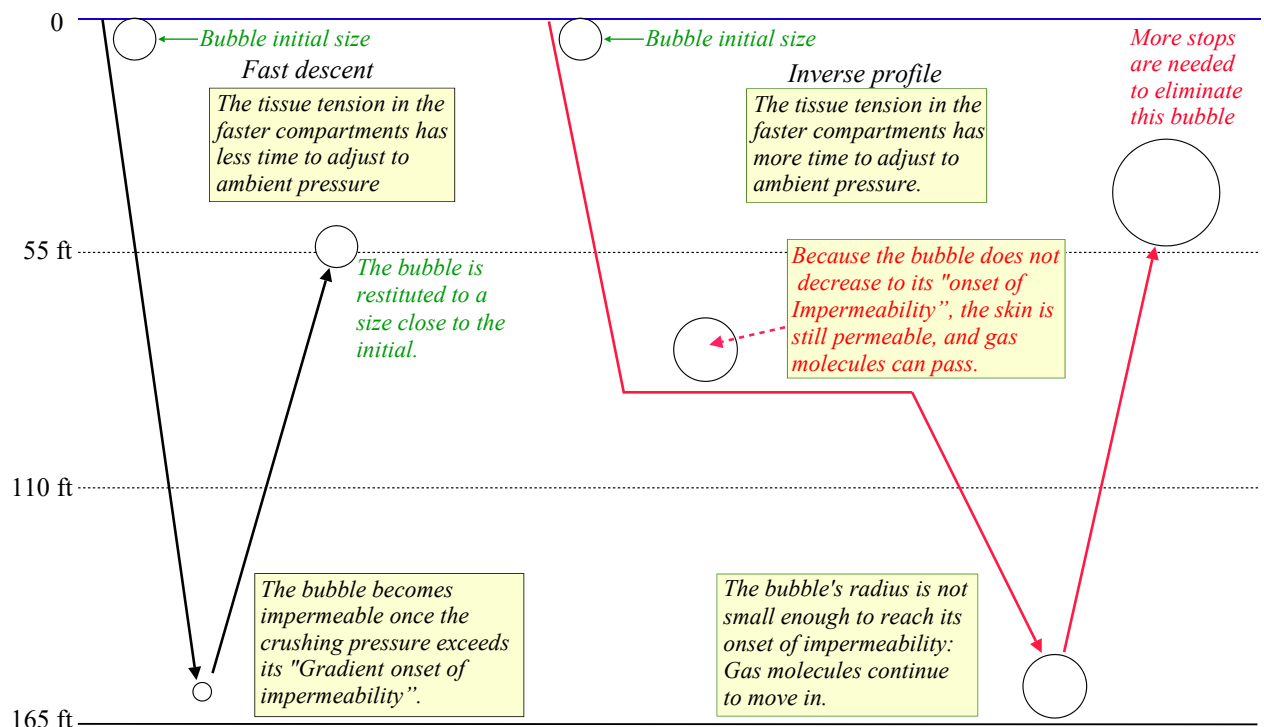 0
Bubble initial size
Fast descent
The tissue tension in the
faster compartments has
less time to adjust to
ambient pressure
Bubble initial size
Inverse profile
The tissue tension in the
faster compartments has
more time to adjust to
ambient pressure.
More stops
are needed
to eliminate
this bubble
55 ft
The bubble is
restituted to a
size close to the
initial.
Because the bubble does not
decrease to its "onset of
Impermeability”, the skin is
still permeable, and gas
molecules can pass.
110 ft
The bubble becomes
impermeable once the
crushing pressure exceeds
its "Gradient onset of
impermeability”.
The bubble's radius is not
small enough to reach its
onset of impermeability:
Gas molecules continue
to move in.
165 ft